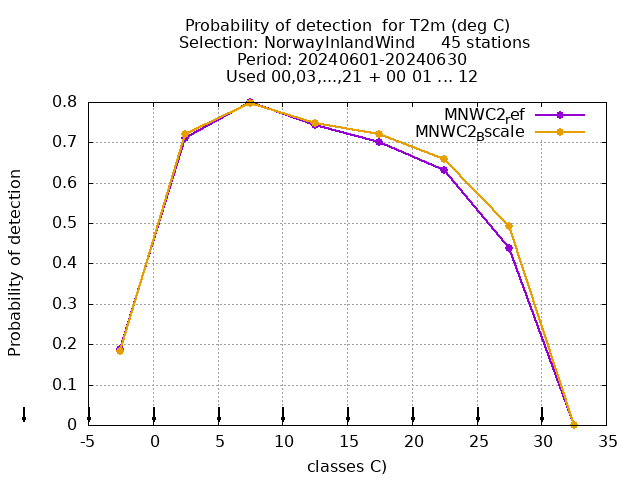 Probability of detection  for T2m (deg C)
Selection: NorwayInlandWind     45 stations
Period: 20240601-20240630
Used 00,03,...,21 + 00 01 ... 12
MNWC2ref
MNWC2Bscale
Probability of detection
0.8
0.7
0.6
0.5
0.4
0.3
0.2
0.1
0
-5 0 5 10 15 20 25 30 35
classes C)